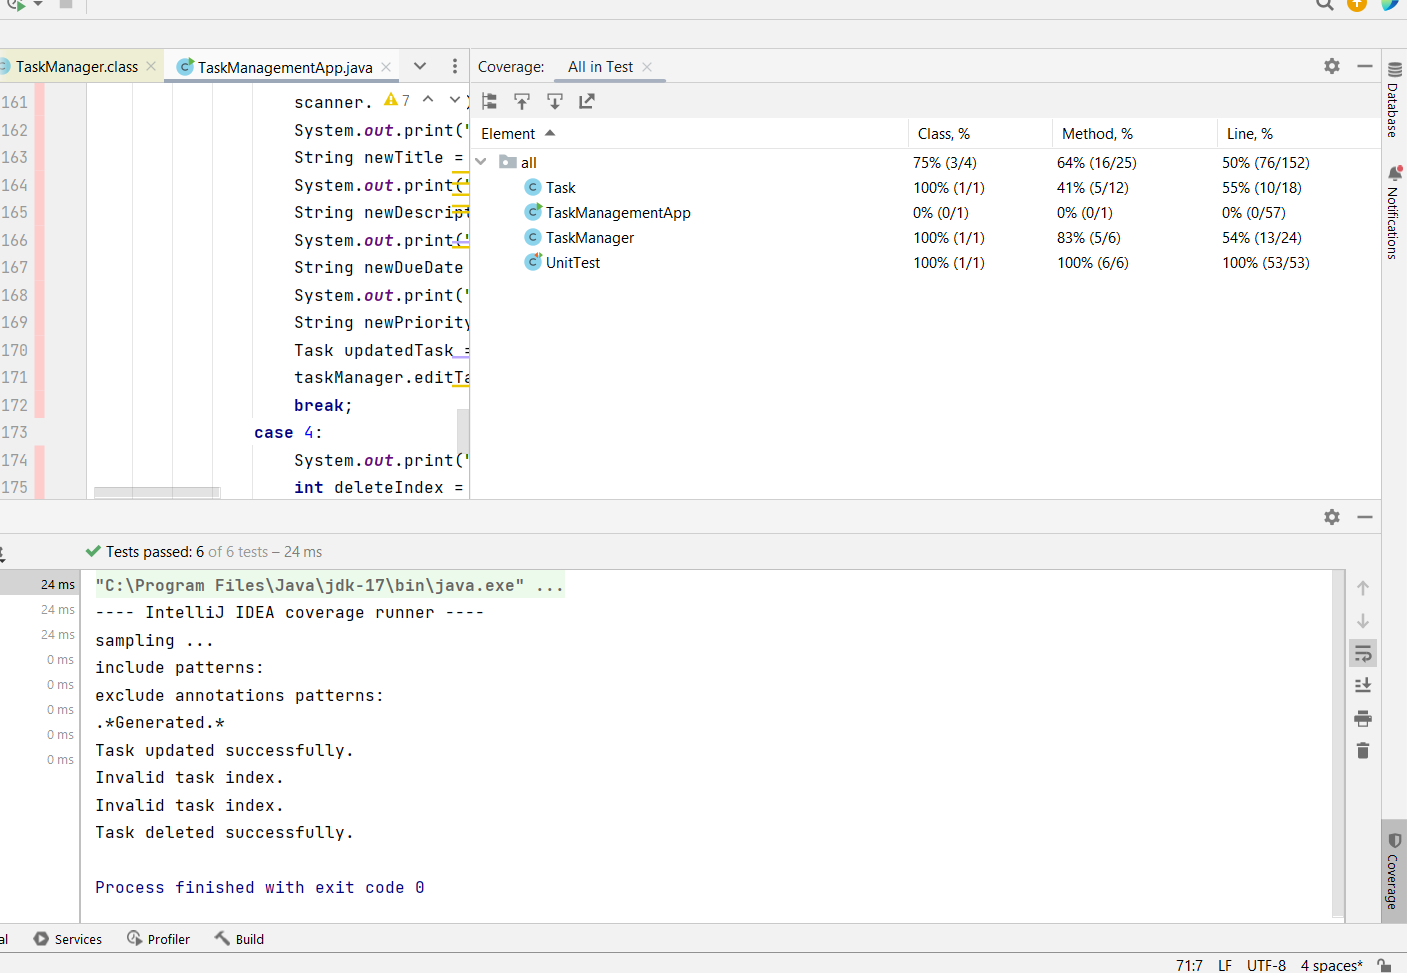 TaskManager.class
TaskManagementApp.java
Coverage: All in Test
161 scanner. 7
162 System.out.print("
163 String newTitle =
164 System.out.print("
165 String newDescript
166 System.out.print("
167 String newDueDate
168 System.out.print("
169 String newPriority
170 Task updatedTask =
171 taskManager.editTa
172 break;
173 case 4:
174 System.out.print("
175 int deleteIndex =
Element Class, % Method, % Line, %
all 75% (3/4) 64% (16/25) 50% (76/152)
Task 100% (1/1) 41% (5/12) 55% (10/18)
TaskManagementApp 0% (0/1) 0% (0/1) 0% (0/57)
TaskManager 100% (1/1) 83% (5/6) 54% (13/24)
UnitTest 100% (1/1) 100% (6/6) 100% (53/53)
Database
Notifications
Coverage
Tests passed: 6 of 6 tests – 24 ms
24 ms
24 ms
24 ms
0 ms
0 ms
0 ms
0 ms
0 ms
"C:\Program Files\Java\jdk-17\bin\java.exe" ...
---- IntelliJ IDEA coverage runner ----
sampling ...
include patterns:
exclude annotations patterns:
.*Generated.*
Task updated successfully.
Invalid task index.
Invalid task index.
Task deleted successfully.
Process finished with exit code 0
al Services Profiler Build
71:7 LF UTF-8 4 spaces*